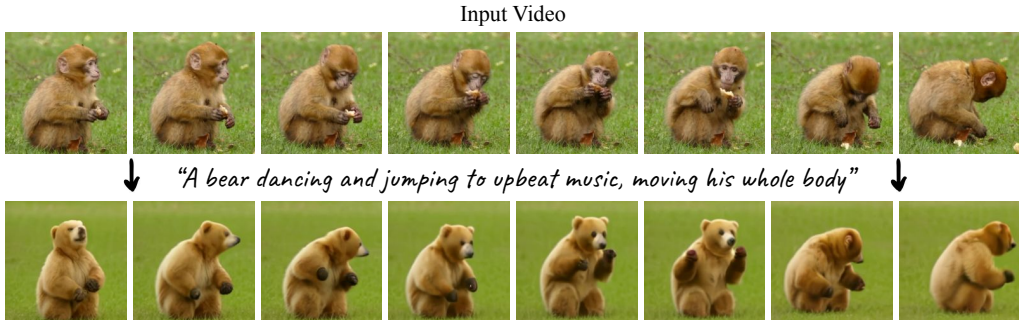 Input Video
“A bear dancing and jumping to upbeat music, moving his whole body”